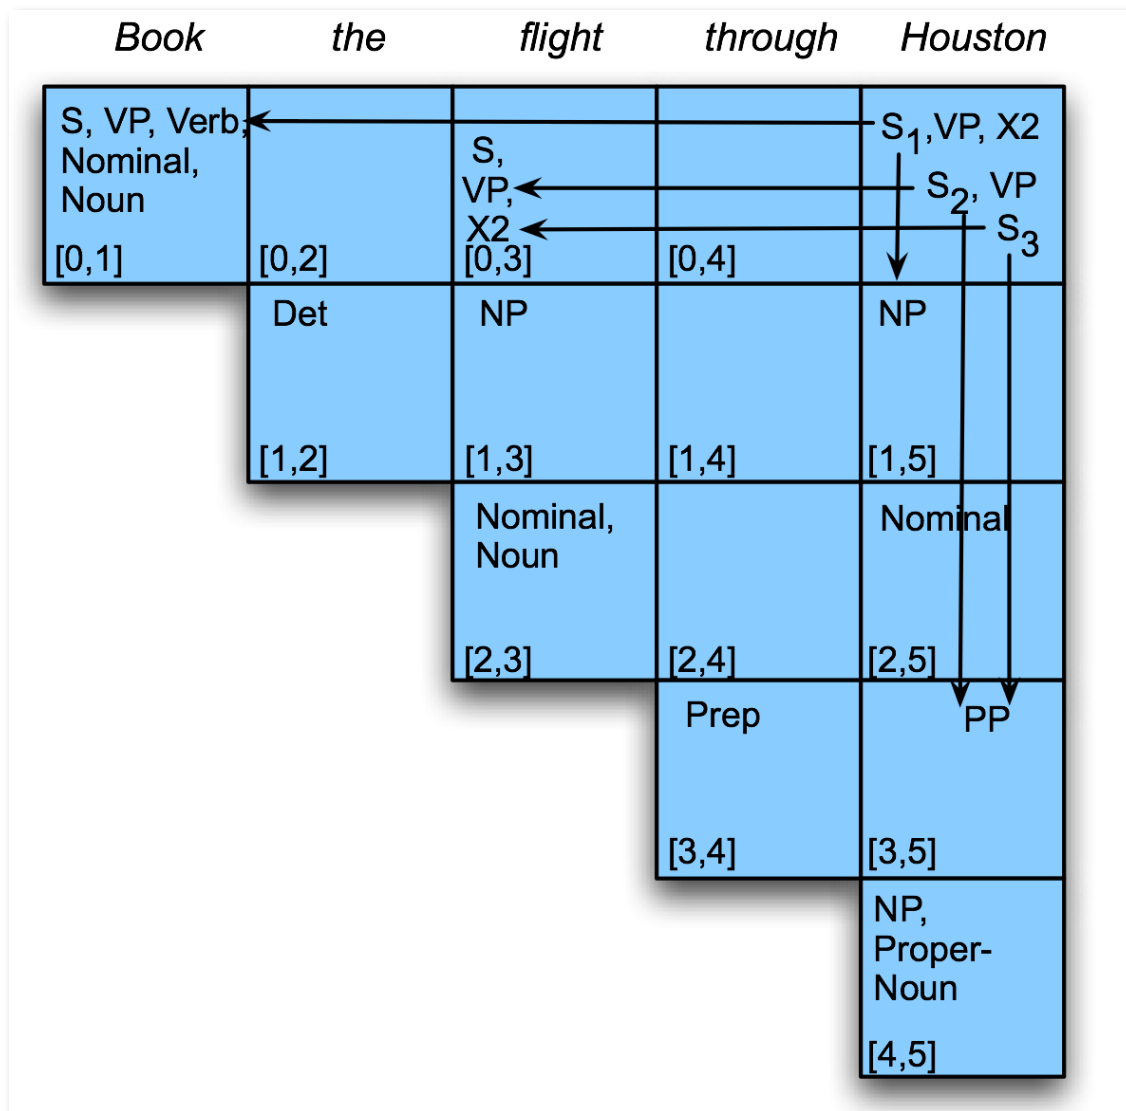 Book the flight through Houston
S, VP, Verb, S₁,VP, X2
Nominal, S,
Noun VP, S₂, VP
X2 S₃
[0,1] [0,2] [0,3] [0,4]
Det NP NP
[1,2] [1,3] [1,4] [1,5]
Nominal, Nominal
Noun
[2,3] [2,4] [2,5]
Prep PP
[3,4] [3,5]
NP,
Proper-
Noun
[4,5]